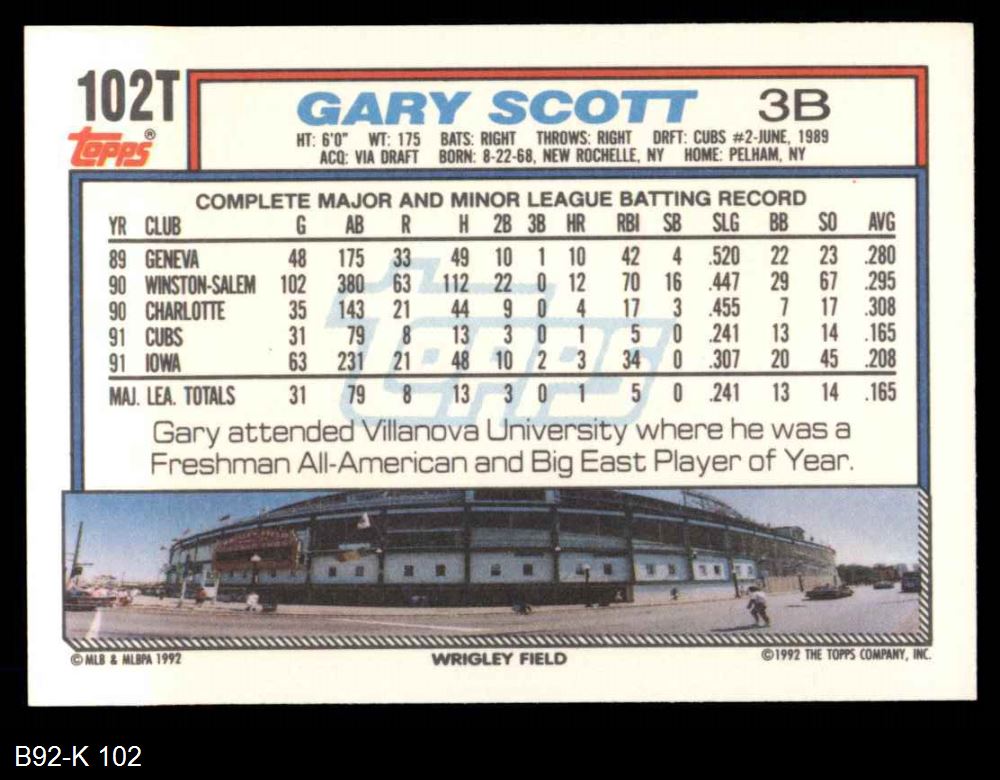 102T
Topps®
GARY SCOTT 3B
HT: 6'0" WT: 175 BATS: RIGHT THROWS: RIGHT DRFT: CUBS #2-JUNE, 1989
ACQ: VIA DRAFT BORN: 8-22-68, NEW ROCHELLE, NY HOME: PELHAM, NY
COMPLETE MAJOR AND MINOR LEAGUE BATTING RECORD
YR CLUB G AB R H 2B 3B HR RBI SB SLG BB SO AVG
89 GENEVA 48 175 33 49 10 1 10 42 4 .520 22 23 .280
90 WINSTON-SALEM 102 380 63 112 22 0 12 70 16 .447 29 67 .295
90 CHARLOTTE 35 143 21 44 9 0 4 17 3 .455 7 17 .308
91 CUBS 31 79 8 13 3 0 1 5 0 .241 13 14 .165
91 IOWA 63 231 21 48 10 2 3 34 0 .307 20 45 .208
MAJ. LEA. TOTALS 31 79 8 13 3 0 1 5 0 .241 13 14 .165
Topps
Gary attended Villanova University where he was a
Freshman All-American and Big East Player of Year.
© MLB & MLBPA 1992 WRIGLEY FIELD ©1992 THE TOPPS COMPANY, INC.
B92-K 102